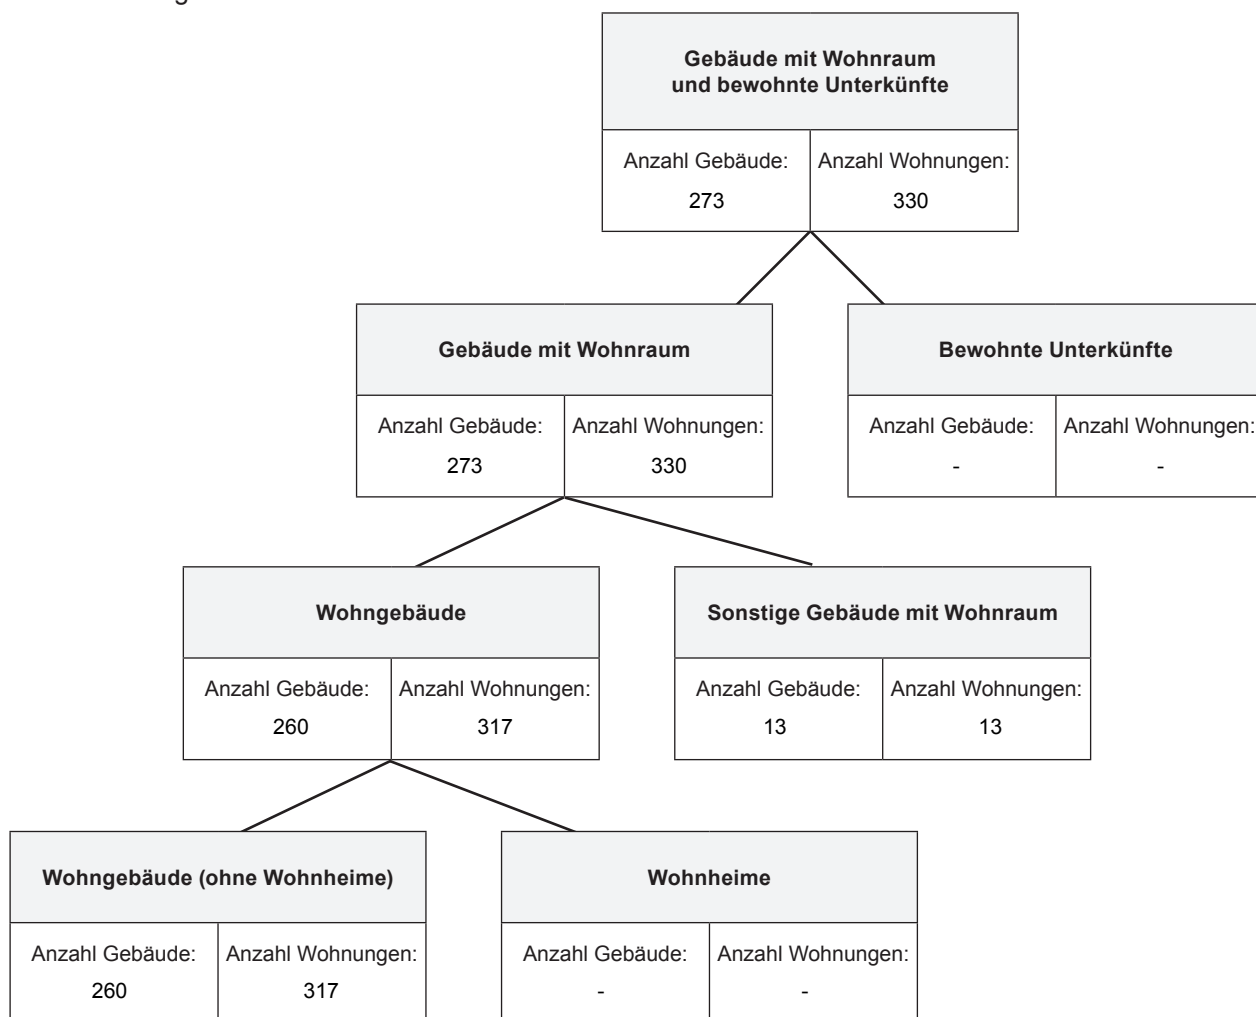 g
Gebäude mit Wohnraum
und bewohnte Unterkünfte
Anzahl Gebäude: Anzahl Wohnungen:
273 330
Gebäude mit Wohnraum
Anzahl Gebäude: Anzahl Wohnungen:
273 330
Bewohnte Unterkünfte
Anzahl Gebäude: Anzahl Wohnungen:
- -
Wohngebäude
Anzahl Gebäude: Anzahl Wohnungen:
260 317
Sonstige Gebäude mit Wohnraum
Anzahl Gebäude: Anzahl Wohnungen:
13 13
Wohngebäude (ohne Wohnheime)
Anzahl Gebäude: Anzahl Wohnungen:
260 317
Wohnheime
Anzahl Gebäude: Anzahl Wohnungen:
- -